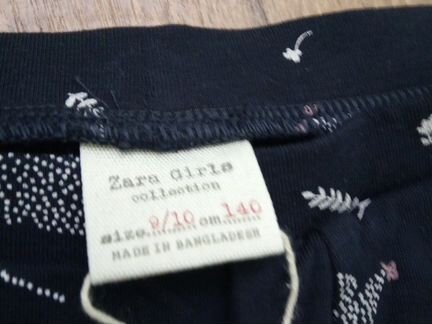 Zara Girls
collection
size 9/10 cm 140
MADE IN BANGLADESH